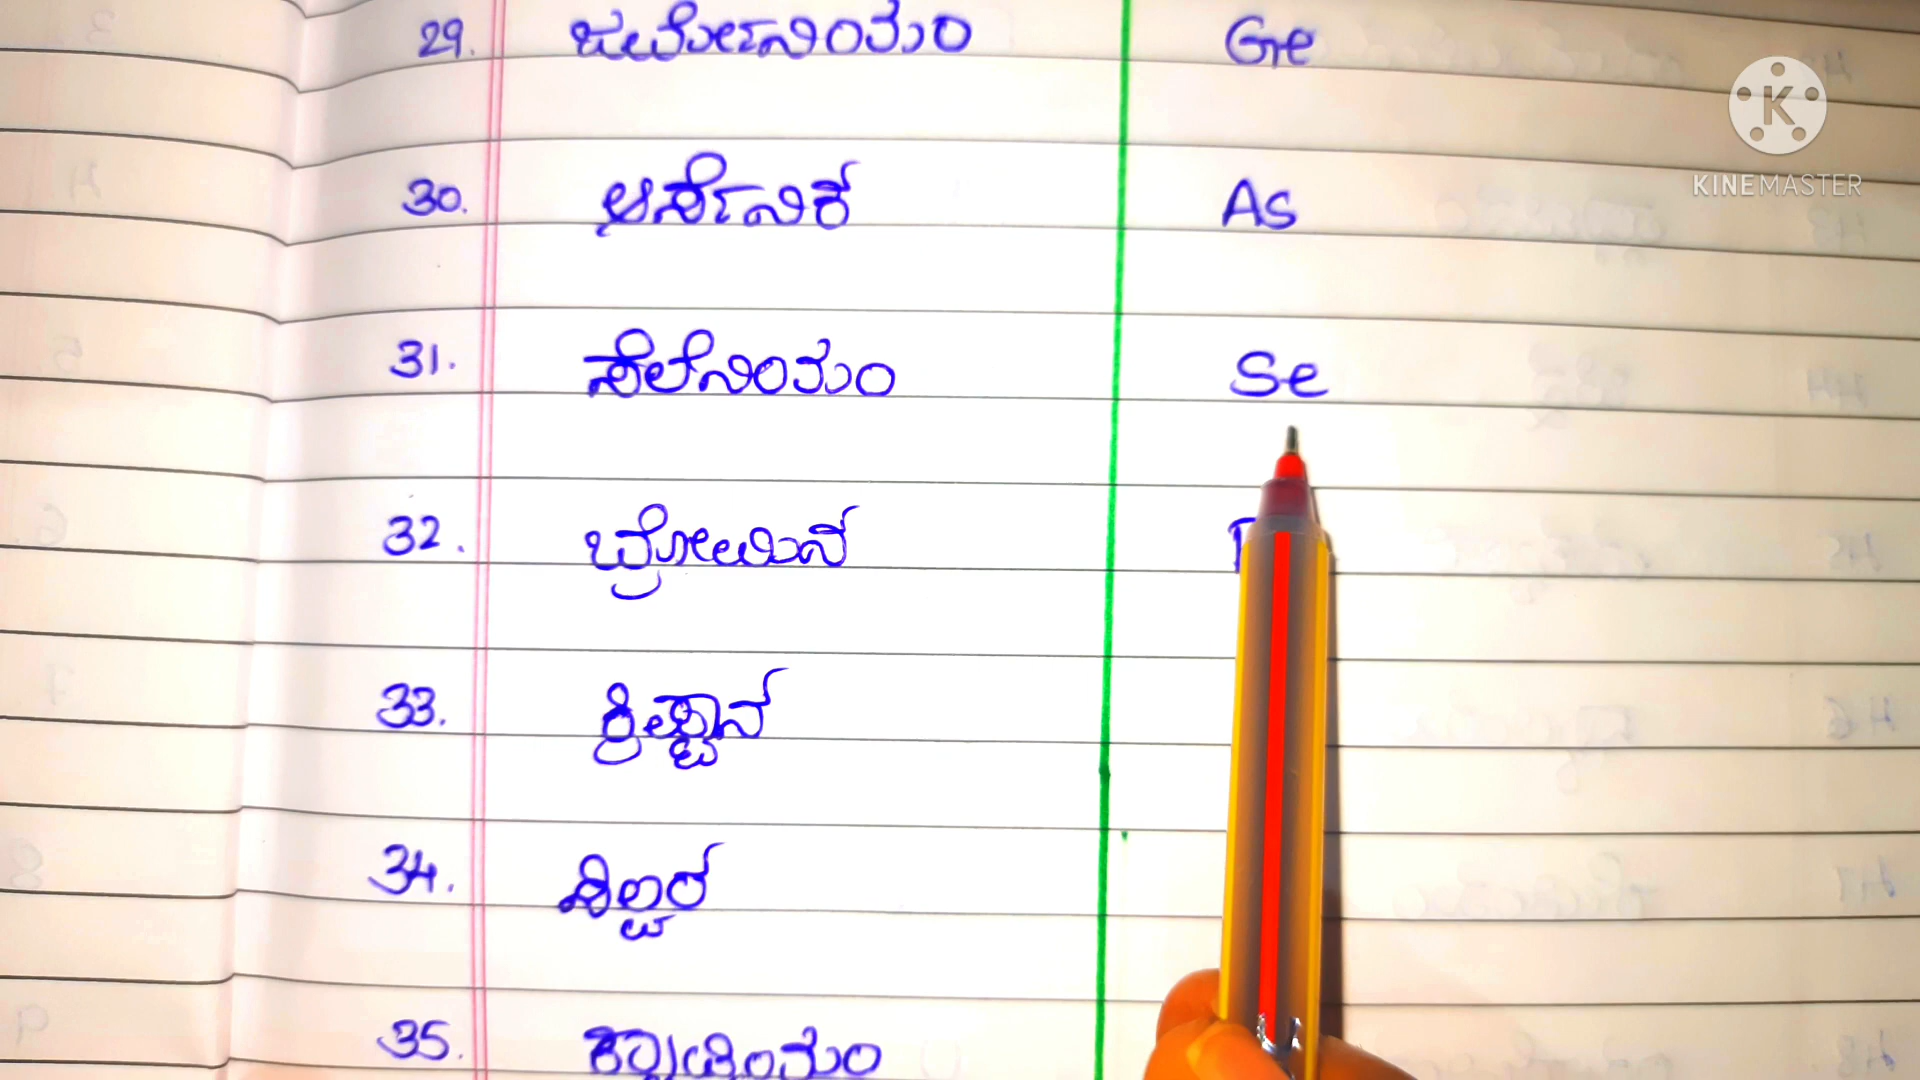 29. ಜರ್ಮೇನಿಯಂ Ge
30. ಆರ್ಸೆನಿಕ್ As
31. ಸೆಲೆನಿಯಂ Se
32. ಬ್ರೋಮಿನ್
33. ಕ್ರಿಪ್ಟಾನ್
34. ಸಿಲ್ವರ್
35. ಕ್ಯಾಡ್ಮಿಯಂ
KINEMASTER